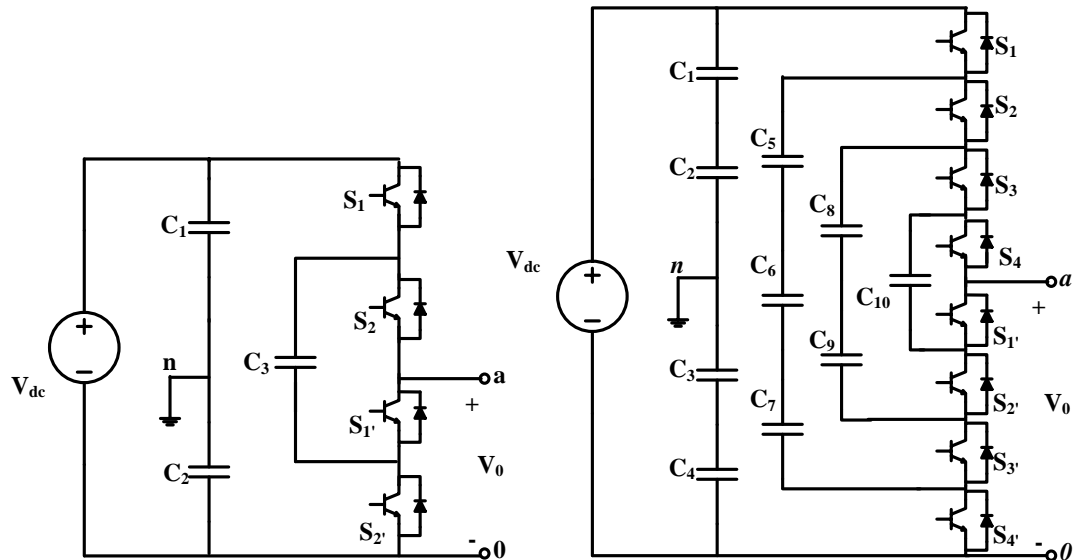 S1
C1
Vdc
n
S2
C3
a
+
S1'
C2
V0
S2'
-
0
S1
C1
S2
C5
C2
S3
C8
Vdc
n
C6
S4
a
C10
+
S1'
C9
C3
S2'
V0
C7
S3'
C4
S4'
-
0